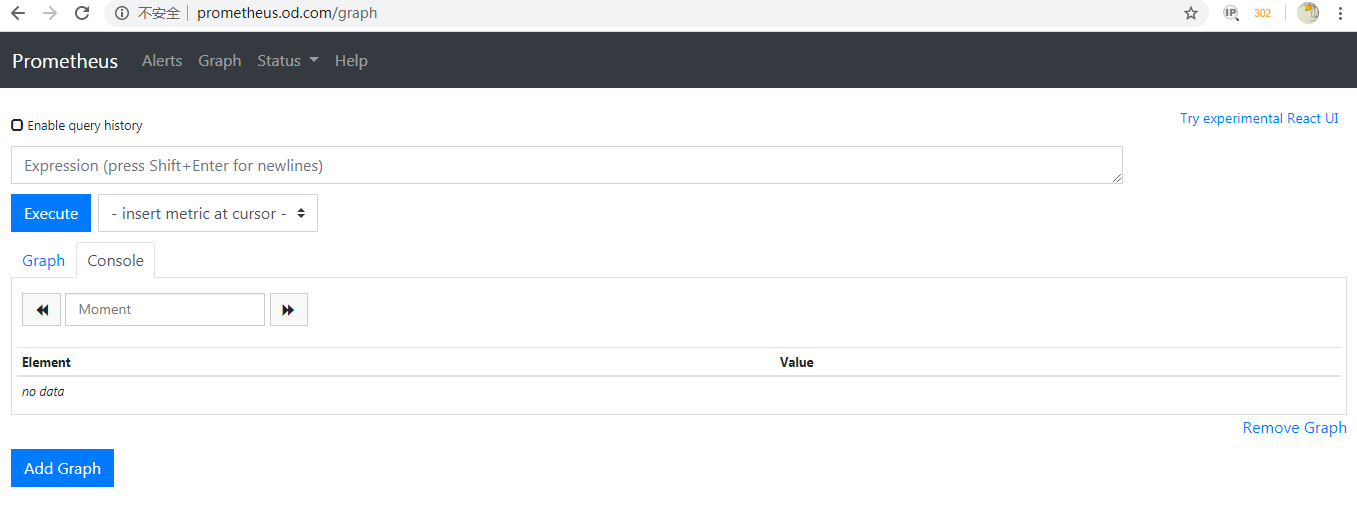 不安全 prometheus.od.com/graph IP 302
Prometheus Alerts Graph Status Help
Enable query history Try experimental React UI
Expression (press Shift+Enter for newlines)
Execute - insert metric at cursor -
Graph Console
Moment
Element Value
no data
Remove Graph
Add Graph